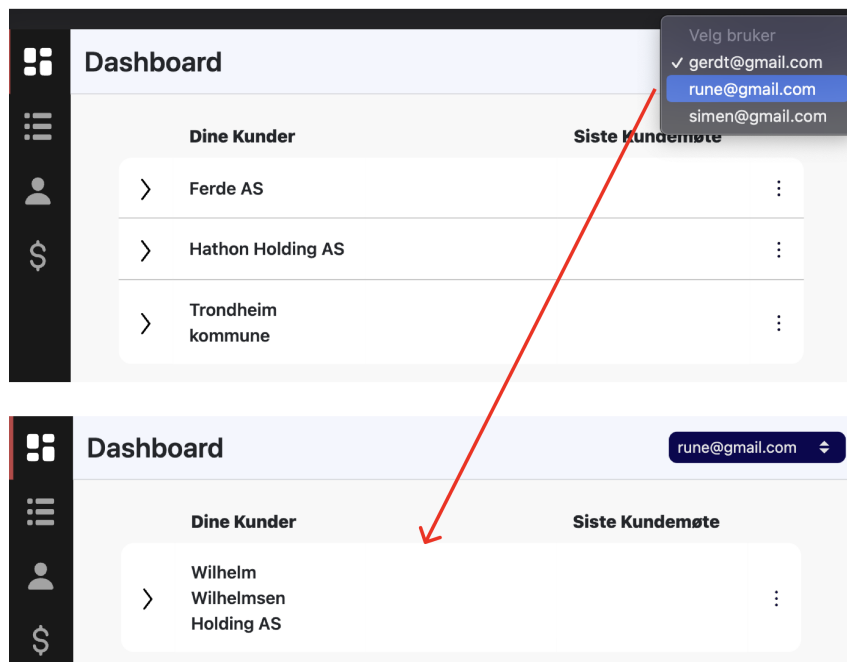 Velg bruker
Dashboard
✓ gerdt@gmail.com
rune@gmail.com
simen@gmail.com
Dine Kunder Siste Kundemøte
Ferde AS
Hathon Holding AS
Trondheim
kommune
$
Dashboard rune@gmail.com
Dine Kunder Siste Kundemøte
Wilhelm
Wilhelmsen
Holding AS
$